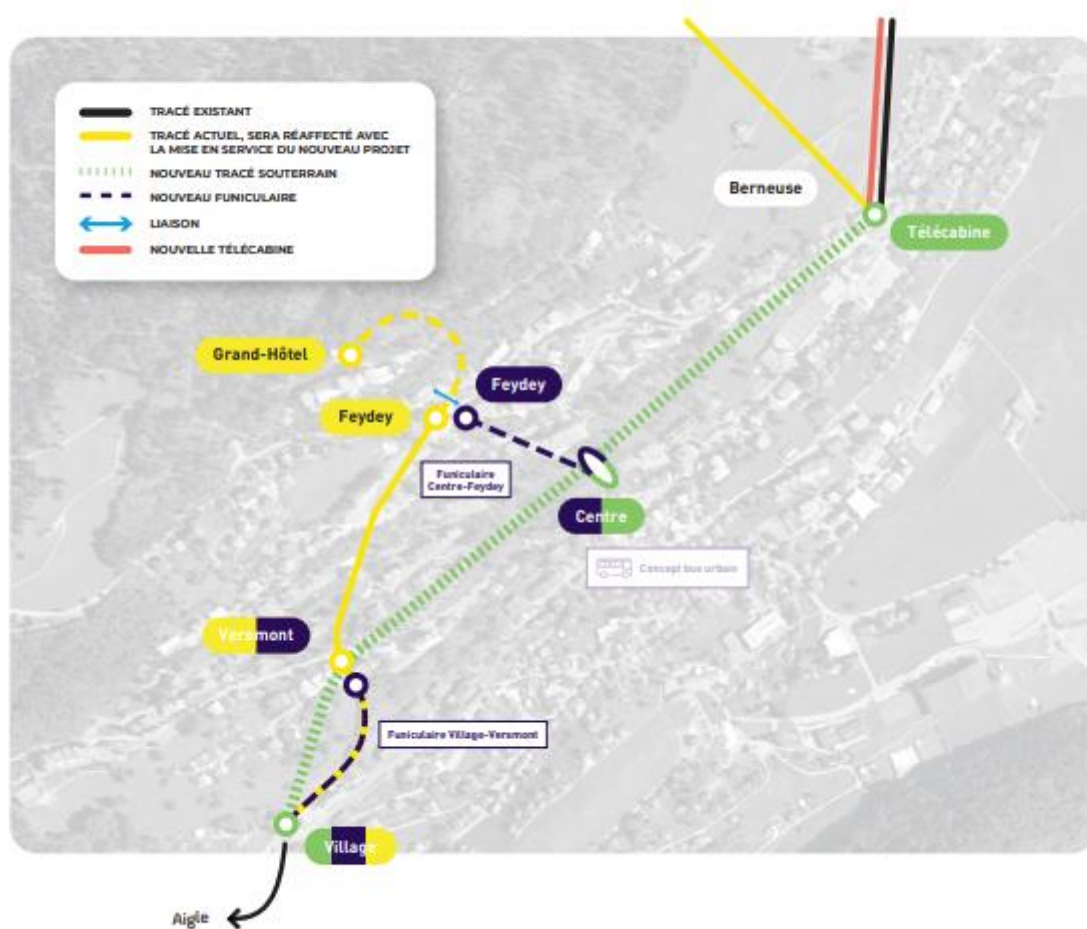 TRACÉ EXISTANT
TRACÉ ACTUEL, SERA RÉAFFECTÉ AVEC
LA MISE EN SERVICE DU NOUVEAU PROJET
NOUVEAU TRACÉ SOUTERRAIN
NOUVEAU FUNICULAIRE
LIAISON
NOUVELLE TÉLÉCABINE
Berneuse
Télécabine
Grand-Hôtel
Feydey
Feydey
Funiculaire
Centre-Feydey
Centre
Concept bus urbain
Versmont
Funiculaire Village-Versmont
Village
Aigle